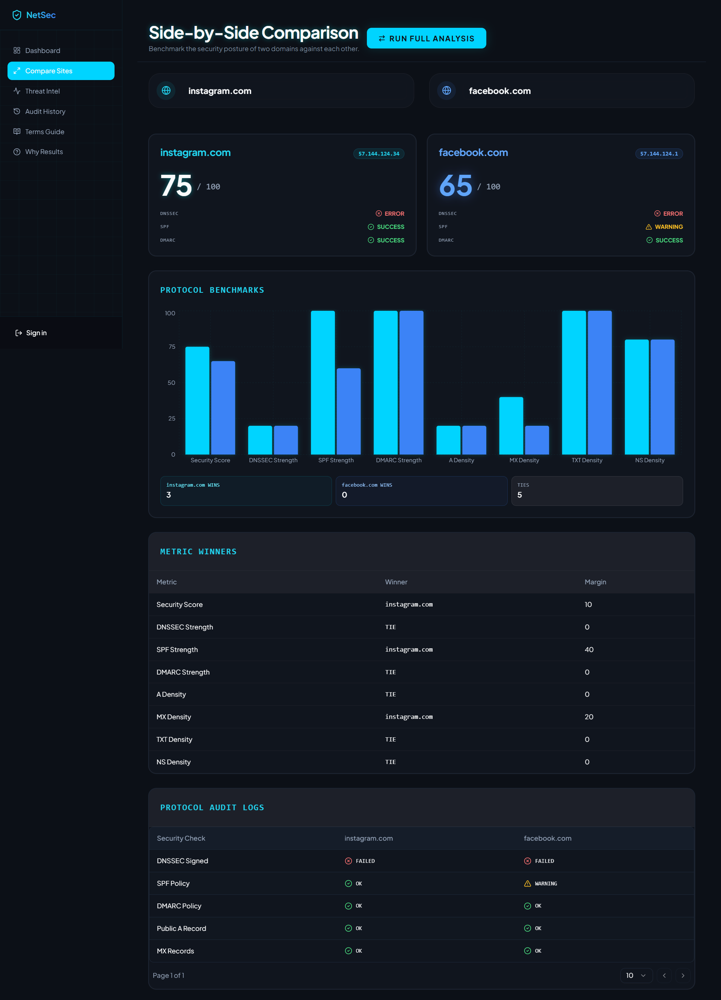 NetSec
Dashboard
Compare Sites
Threat Intel
Audit History
Terms Guide
Why Results
Sign in
Side-by-Side Comparison
Benchmark the security posture of two domains against each other.
RUN FULL ANALYSIS
instagram.com
facebook.com
instagram.com
57.144.124.34
75 / 100
DNSSEC ERROR
SPF SUCCESS
DMARC SUCCESS
facebook.com
57.144.124.1
65 / 100
DNSSEC ERROR
SPF WARNING
DMARC SUCCESS
PROTOCOL BENCHMARKS
100
75
50
25
0
Security Score DNSSEC Strength SPF Strength DMARC Strength A Density MX Density TXT Density NS Density
instagram.com WINS
3
facebook.com WINS
0
TIES
5
METRIC WINNERS
Metric Winner Margin
Security Score instagram.com 10
DNSSEC Strength TIE 0
SPF Strength instagram.com 40
DMARC Strength TIE 0
A Density TIE 0
MX Density instagram.com 20
TXT Density TIE 0
NS Density TIE 0
PROTOCOL AUDIT LOGS
Security Check instagram.com facebook.com
DNSSEC Signed FAILED FAILED
SPF Policy OK WARNING
DMARC Policy OK OK
Public A Record OK OK
MX Records OK OK
Page 1 of 1
10